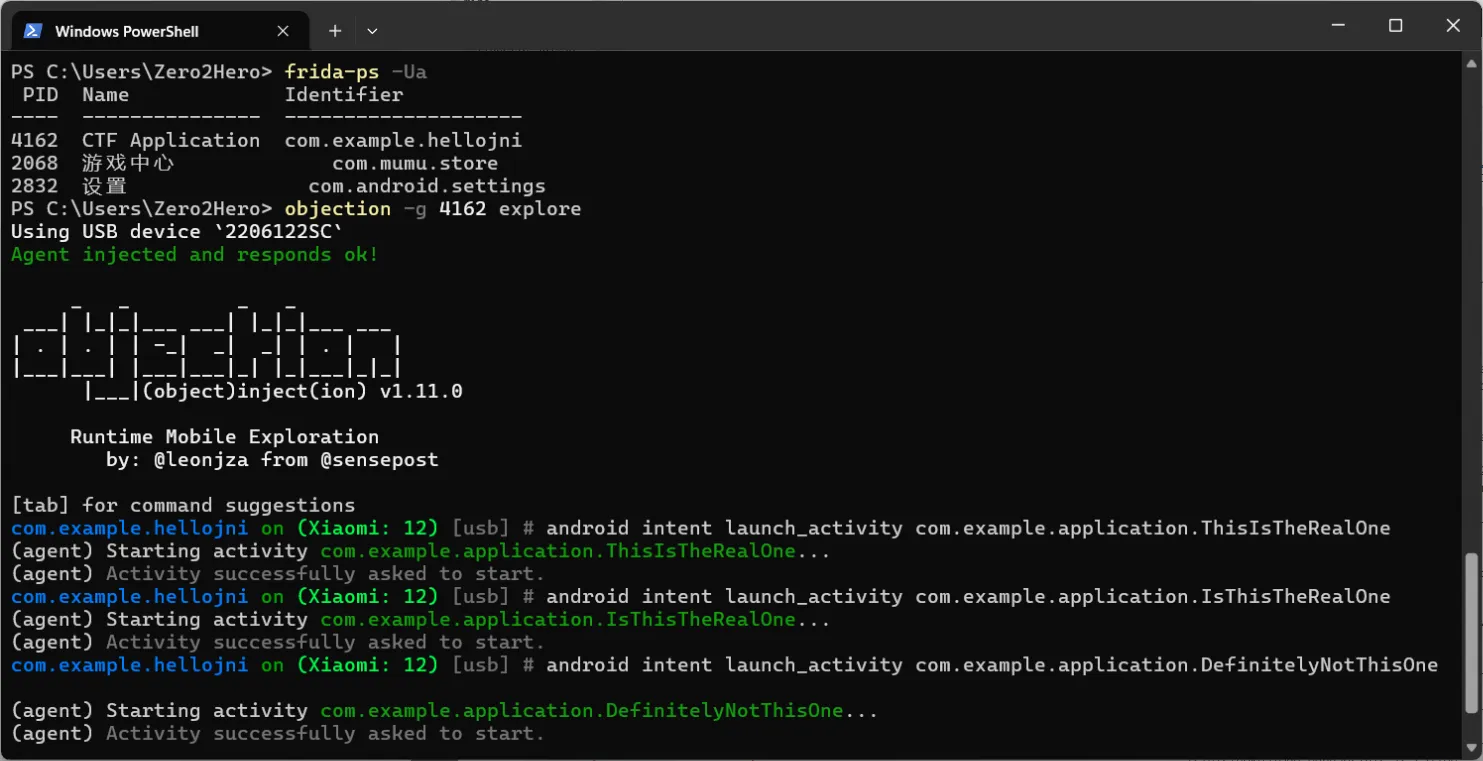 Windows PowerShell
PS C:\Users\Zero2Hero> frida-ps -Ua
 PID  Name             Identifier
----  ---------------  --------------------
4162  CTF Application  com.example.hellojni
2068  游戏中心             com.mumu.store
2832  设置               com.android.settings
PS C:\Users\Zero2Hero> objection -g 4162 explore
Using USB device `2206122SC`
Agent injected and responds ok!
     _   _         _   _
 ___| |_|_|___ ___| |_|_|___ ___
| . | . | | -_|  _|  _| | . |   |
|___|___| |___|___|_| |_|___|_|_|
      |___|(object)inject(ion) v1.11.0
     Runtime Mobile Exploration
        by: @leonjza from @sensepost
[tab] for command suggestions
com.example.hellojni on (Xiaomi: 12) [usb] # android intent launch_activity com.example.application.ThisIsTheRealOne
(agent) Starting activity com.example.application.ThisIsTheRealOne...
(agent) Activity successfully asked to start.
com.example.hellojni on (Xiaomi: 12) [usb] # android intent launch_activity com.example.application.IsThisTheRealOne
(agent) Starting activity com.example.application.IsThisTheRealOne...
(agent) Activity successfully asked to start.
com.example.hellojni on (Xiaomi: 12) [usb] # android intent launch_activity com.example.application.DefinitelyNotThisOne
(agent) Starting activity com.example.application.DefinitelyNotThisOne...
(agent) Activity successfully asked to start.